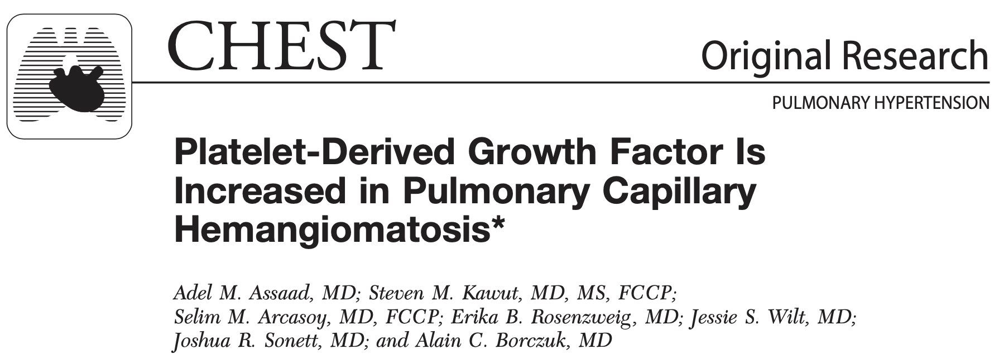 CHEST
Original Research
PULMONARY HYPERTENSION
Platelet-Derived Growth Factor Is
Increased in Pulmonary Capillary
Hemangiomatosis*
Adel M. Assaad, MD; Steven M. Kawut, MD, MS, FCCP;
Selim M. Arcasoy, MD, FCCP; Erika B. Rosenzweig, MD; Jessie S. Wilt, MD;
Joshua R. Sonett, MD; and Alain C. Borczuk, MD